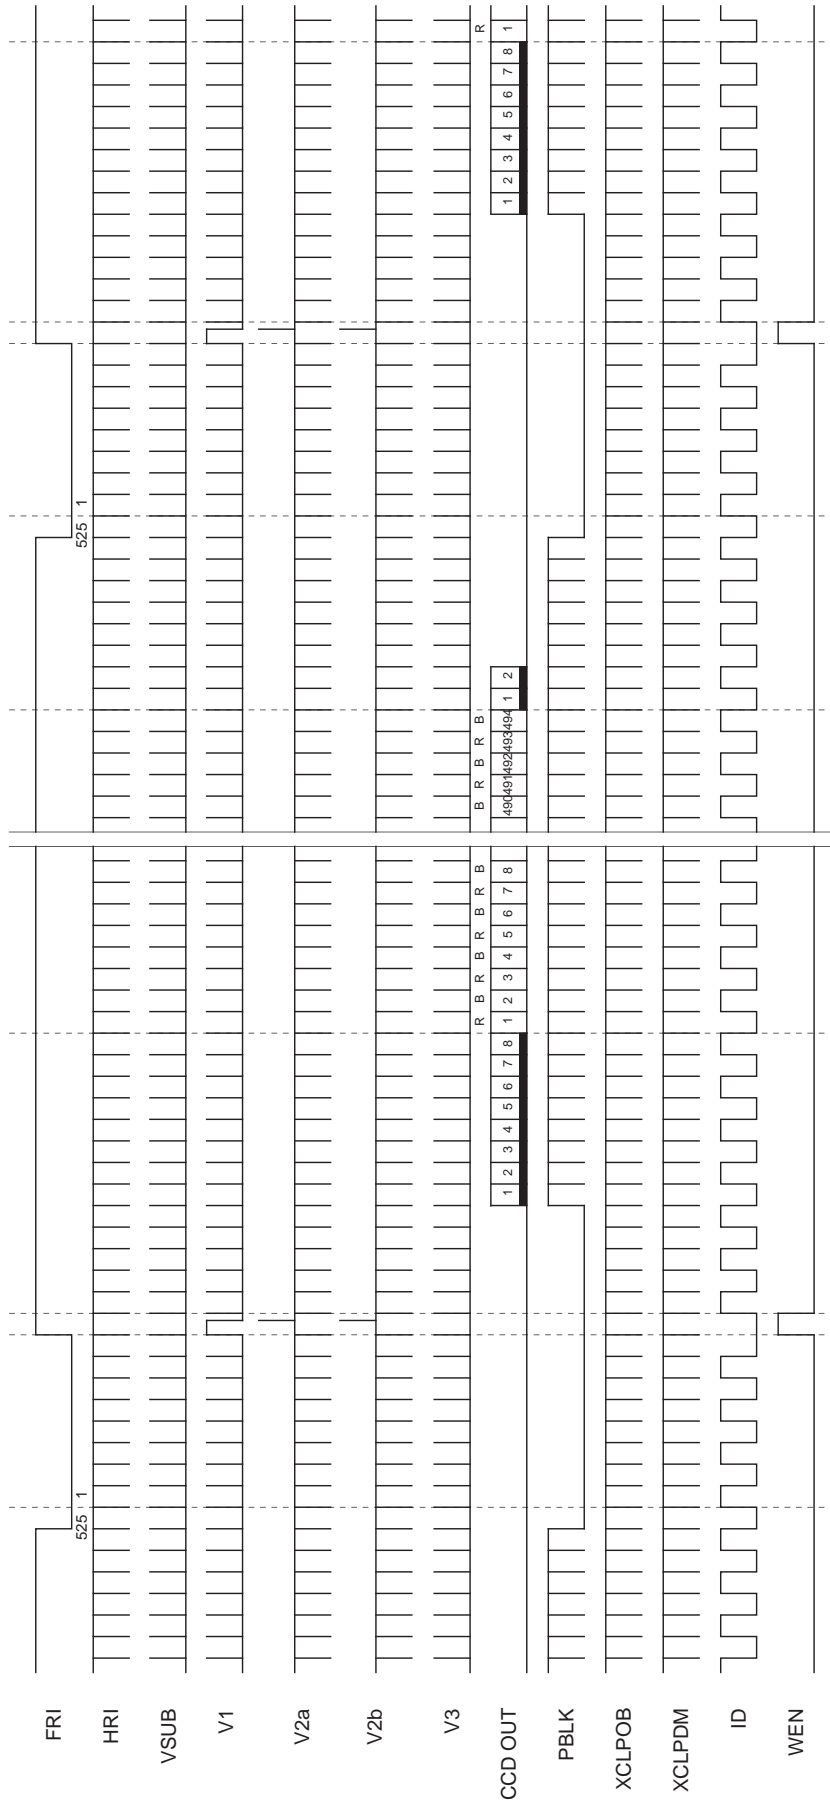 FRI
525 1 525 1
HRI
VSUB
V1
V2a
V2b
V3
R B R B R B R B B R B R B R
CCD OUT 1 2 3 4 5 6 7 8 1 2 3 4 5 6 7 8 490 491 492 493 494 1 2 1 2 3 4 5 6 7 8 1
PBLK
XCLPOB
XCLPDM
ID
WEN